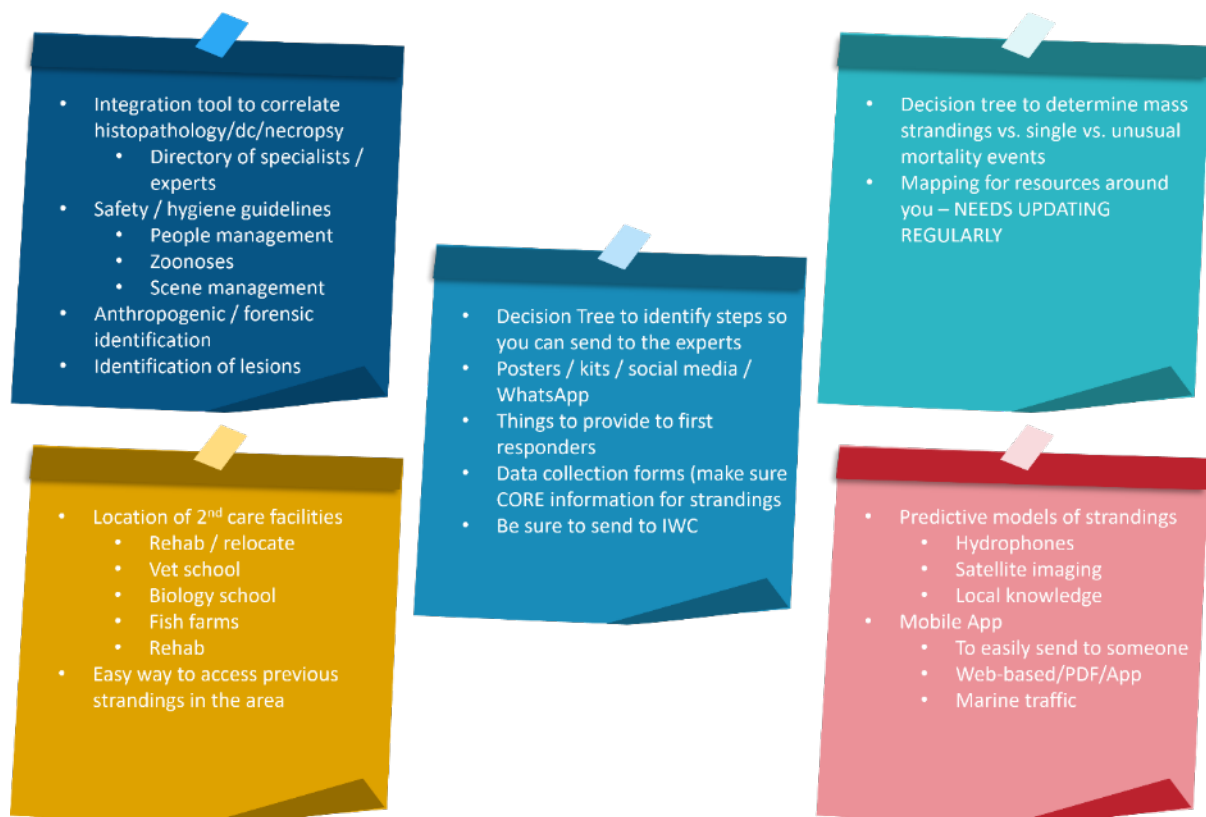 • Integration tool to correlate
histopathology/dc/necropsy
• Directory of specialists /
experts
• Safety / hygiene guidelines
• People management
• Zoonoses
• Scene management
• Anthropogenic / forensic
identification
• Identification of lesions
• Decision Tree to identify steps so
you can send to the experts
• Posters / kits / social media /
WhatsApp
• Things to provide to first
responders
• Data collection forms (make sure
CORE information for strandings
• Be sure to send to IWC
• Decision tree to determine mass
strandings vs. single vs. unusual
mortality events
• Mapping for resources around
you – NEEDS UPDATING
REGULARLY
• Location of 2nd care facilities
• Rehab / relocate
• Vet school
• Biology school
• Fish farms
• Rehab
• Easy way to access previous
strandings in the area
• Predictive models of strandings
• Hydrophones
• Satellite imaging
• Local knowledge
• Mobile App
• To easily send to someone
• Web-based/PDF/App
• Marine traffic